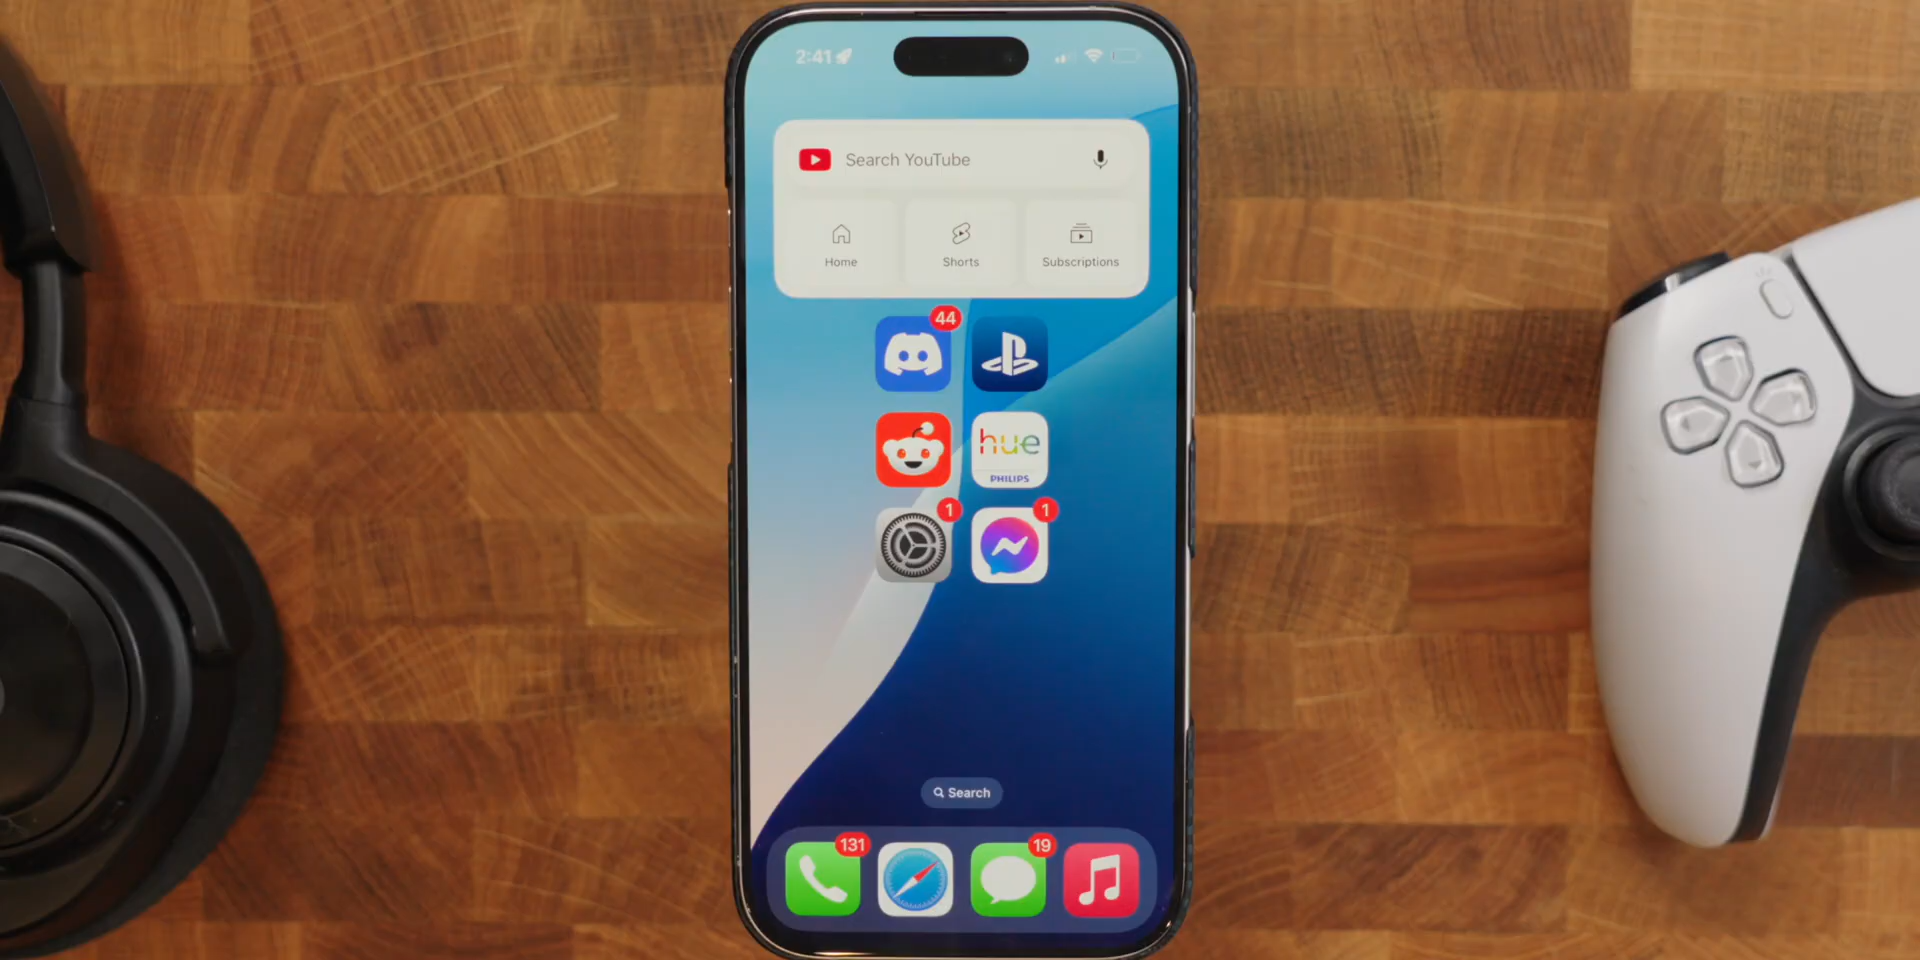 2:41
Search YouTube
Home
Shorts
Subscriptions
44
hue
PHILIPS
1
1
Search
131
19